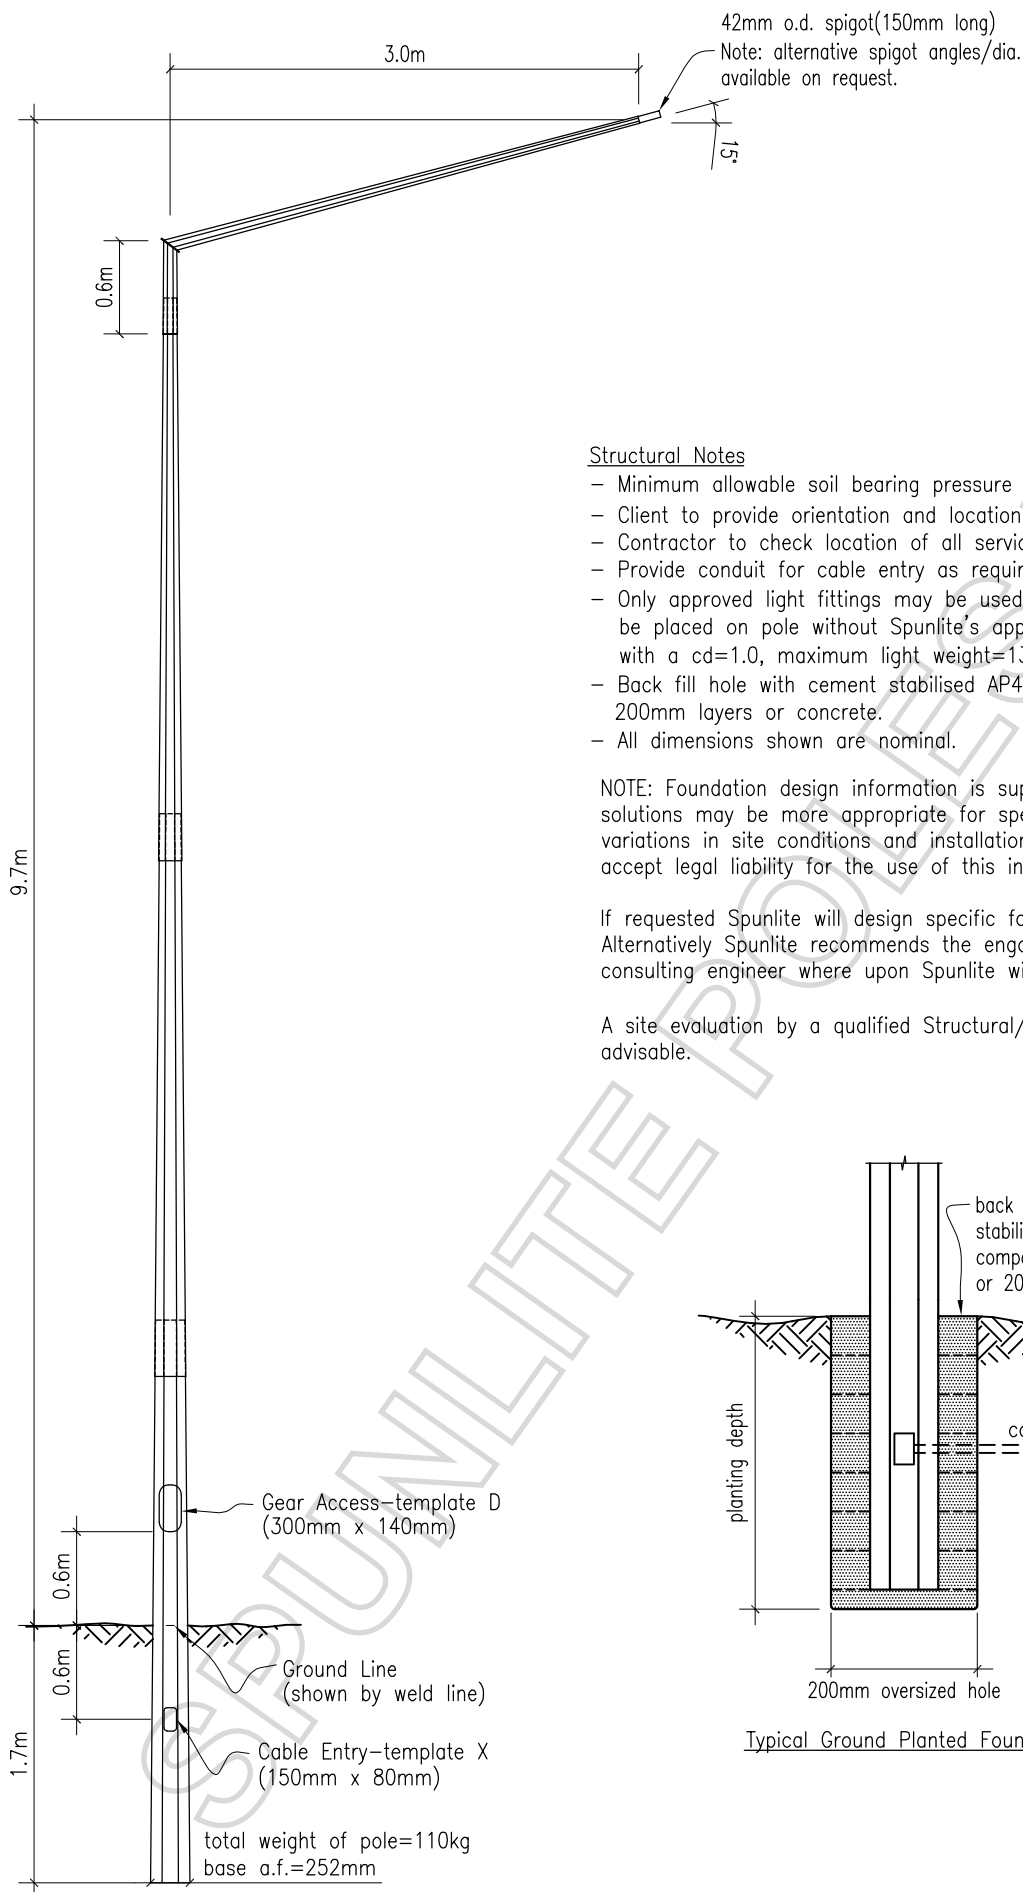 42mm o.d. spigot(150mm long)
Note: alternative spigot angles/dia.
available on request.
3.0m
15°
0.6m
Structural Notes
– Minimum allowable soil bearing pressure
– Client to provide orientation and location
– Contractor to check location of all servic
– Provide conduit for cable entry as requir
– Only approved light fittings may be used
be placed on pole without Spunlite's app
with a cd=1.0, maximum light weight=13
– Back fill hole with cement stabilised AP4
200mm layers or concrete.
– All dimensions shown are nominal.
NOTE: Foundation design information is sup
solutions may be more appropriate for spe
variations in site conditions and installation
accept legal liability for the use of this in
9.7m
If requested Spunlite will design specific fo
Alternatively Spunlite recommends the enga
consulting engineer where upon Spunlite wi
A site evaluation by a qualified Structural/
advisable.
back
stabili
compa
or 20
planting depth
co
Gear Access–template D
(300mm x 140mm)
0.6m
0.6m
Ground Line
(shown by weld line)
200mm oversized hole
Typical Ground Planted Foun
1.7m
Cable Entry–template X
(150mm x 80mm)
total weight of pole=110kg
base a.f.=252mm
SPUNLITE POLES